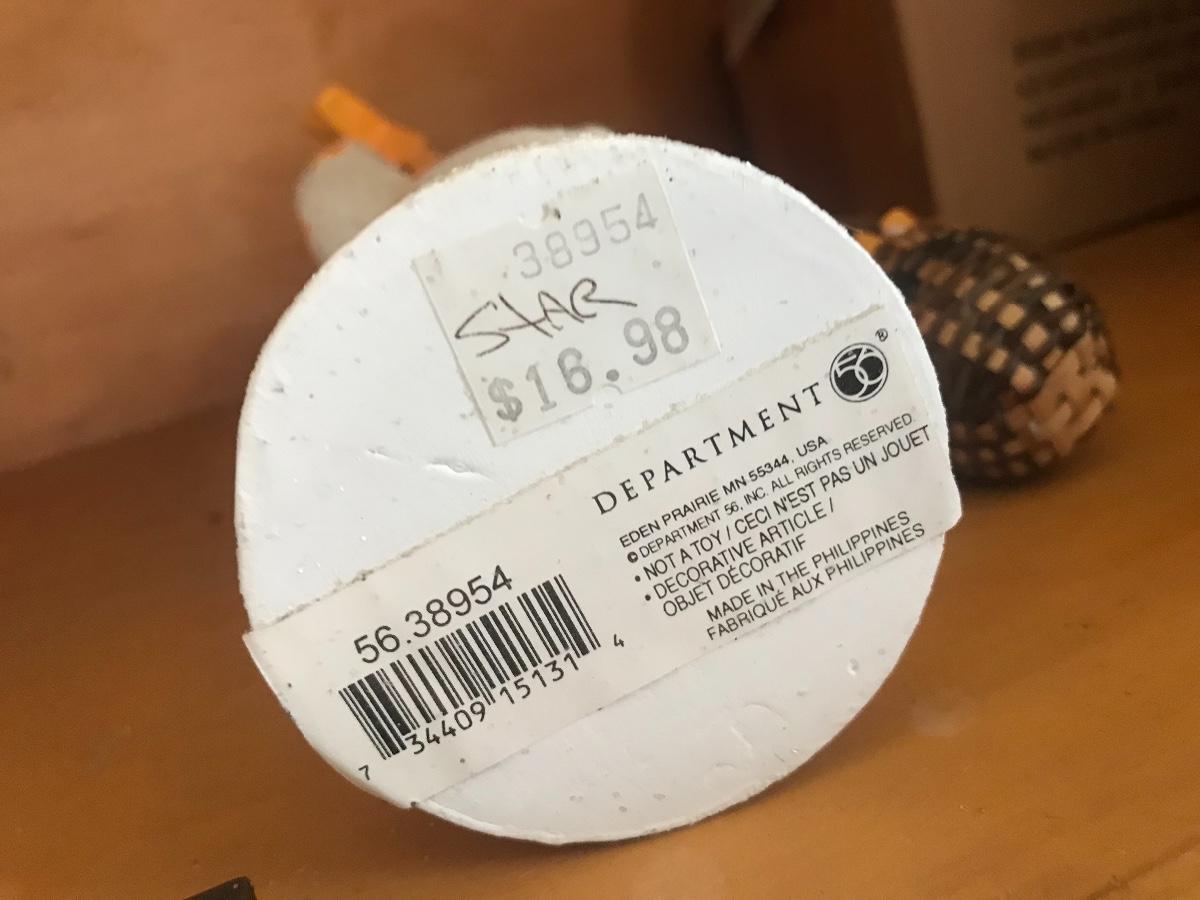 38954
STAR
$16.98
DEPARTMENT 56®
EDEN PRAIRIE MN 55344, USA
©DEPARTMENT 56, INC. ALL RIGHTS RESERVED.
• NOT A TOY / CECI N'EST PAS UN JOUET
• DECORATIVE ARTICLE /
OBJET DÉCORATIF
MADE IN THE PHILIPPINES
FABRIQUÉ AUX PHILIPPINES
56.38954
7 34409 15131 4